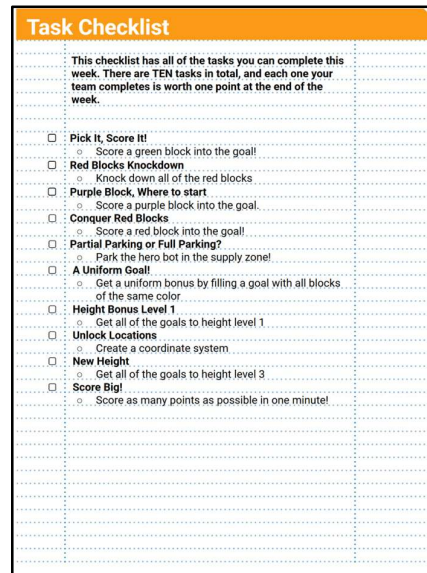 Task Checklist
This checklist has all of the tasks you can complete this
week. There are TEN tasks in total, and each one your
team completes is worth one point at the end of the
week.
Pick It, Score It!
Score a green block into the goal!
Red Blocks Knockdown
Knock down all of the red blocks
Purple Block, Where to start
Score a purple block into the goal.
Conquer Red Blocks
Score a red block into the goal!
Partial Parking or Full Parking?
Park the hero bot in the supply zone!
A Uniform Goal!
Get a uniform bonus by filling a goal with all blocks
of the same color
Height Bonus Level 1
Get all of the goals to height level 1
Unlock Locations
Create a coordinate system
New Height
Get all of the goals to height level 3
Score Big!
Score as many points as possible in one minute!